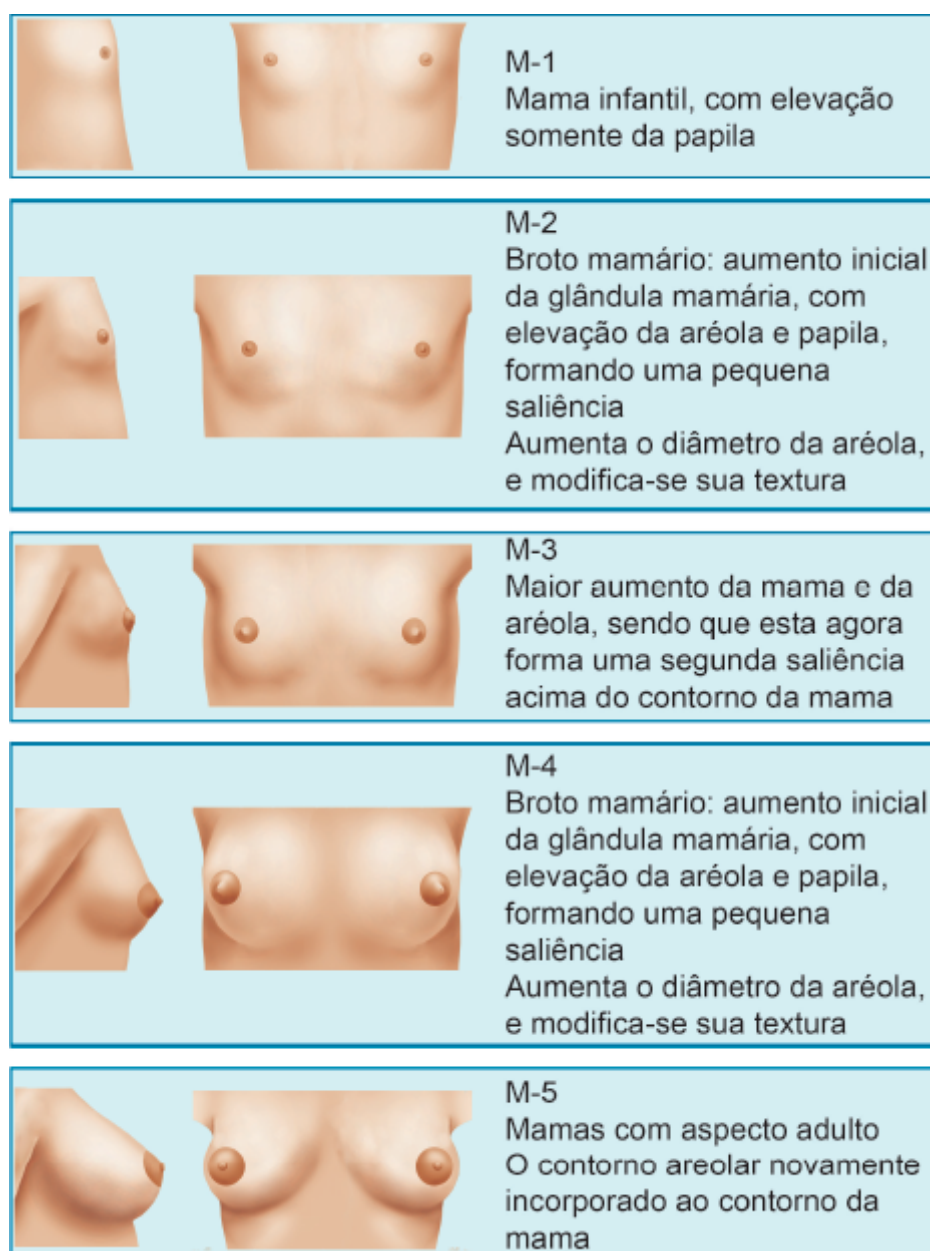 M-1
Mama infantil, com elevação
somente da papila
M-2
Broto mamário: aumento inicial
da glândula mamária, com
elevação da aréola e papila,
formando uma pequena
saliência
Aumenta o diâmetro da aréola,
e modifica-se sua textura
M-3
Maior aumento da mama e da
aréola, sendo que esta agora
forma uma segunda saliência
acima do contorno da mama
M-4
Broto mamário: aumento inicial
da glândula mamária, com
elevação da aréola e papila,
formando uma pequena
saliência
Aumenta o diâmetro da aréola,
e modifica-se sua textura
M-5
Mamas com aspecto adulto
O contorno areolar novamente
incorporado ao contorno da
mama